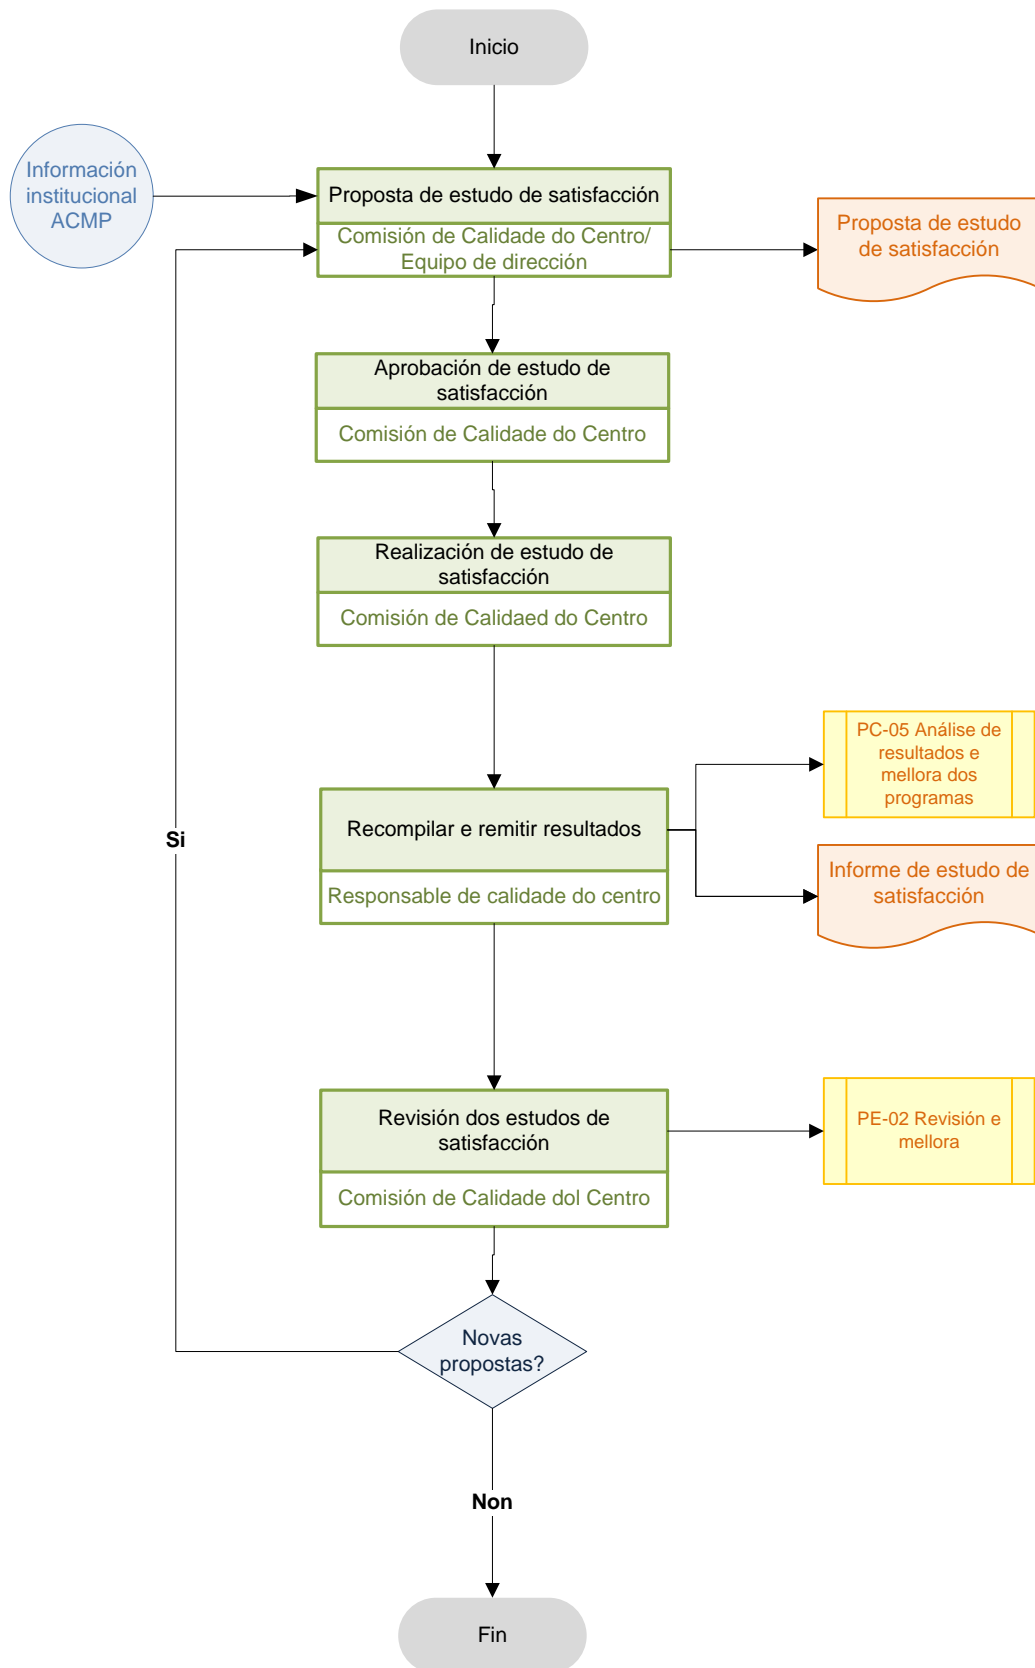 Inicio
Información
institucional
ACMP
Proposta de estudo de satisfacción
Comisión de Calidade do Centro/
Equipo de dirección
Proposta de estudo
de satisfacción
Aprobación de estudo de
satisfacción
Comisión de Calidade do Centro
Realización de estudo de
satisfacción
Comisión de Calidaed do Centro
PC-05 Análise de
resultados e
mellora dos
programas
Recompilar e remitir resultados
Responsable de calidade do centro
Informe de estudo de
satisfacción
Si
Revisión dos estudos de
satisfacción
Comisión de Calidade dol Centro
PE-02 Revisión e
mellora
Novas
propostas?
Non
Fin